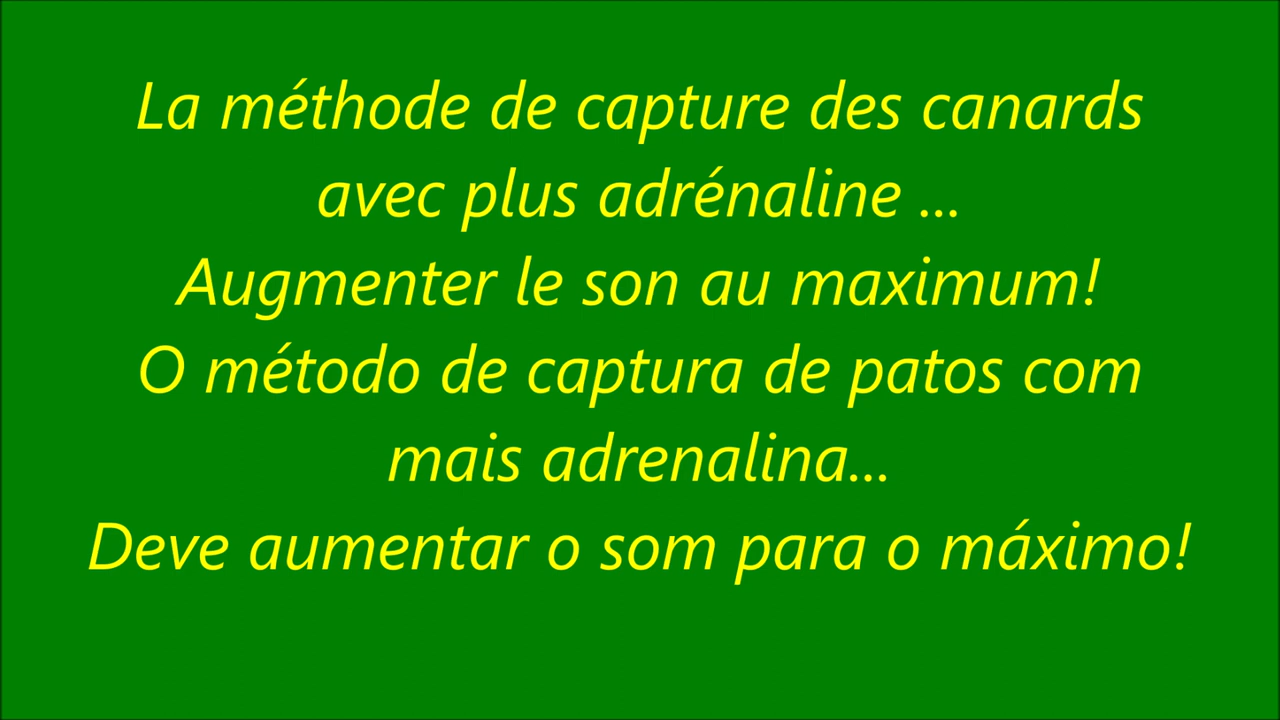 La méthode de capture des canards
avec plus adrénaline ...
Augmenter le son au maximum!
O método de captura de patos com
mais adrenalina...
Deve aumentar o som para o máximo!